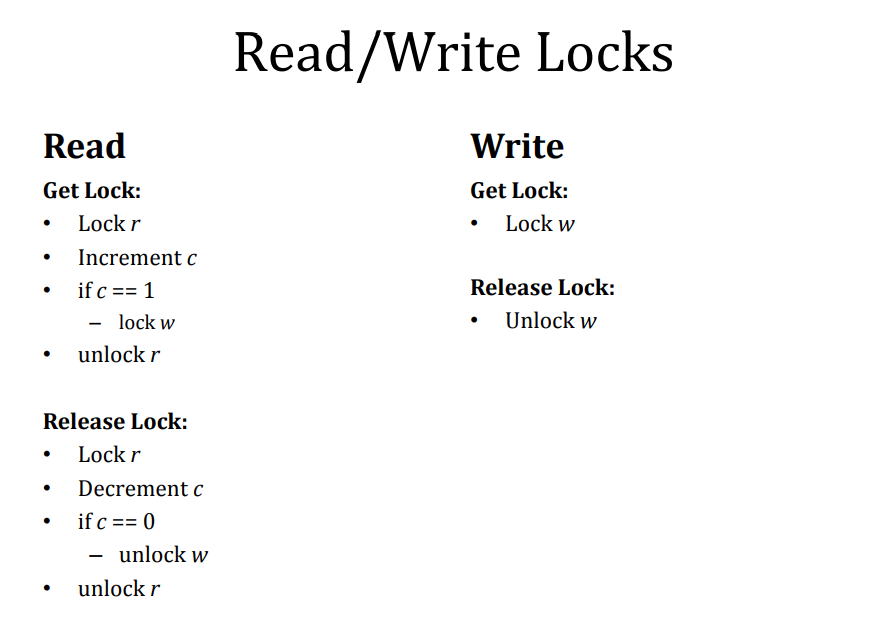 Read/Write Locks
Read
Get Lock:
• Lock r
• Increment c
• if c == 1
– lock w
• unlock r
Release Lock:
• Lock r
• Decrement c
• if c == 0
– unlock w
• unlock r
Write
Get Lock:
• Lock w
Release Lock:
• Unlock w